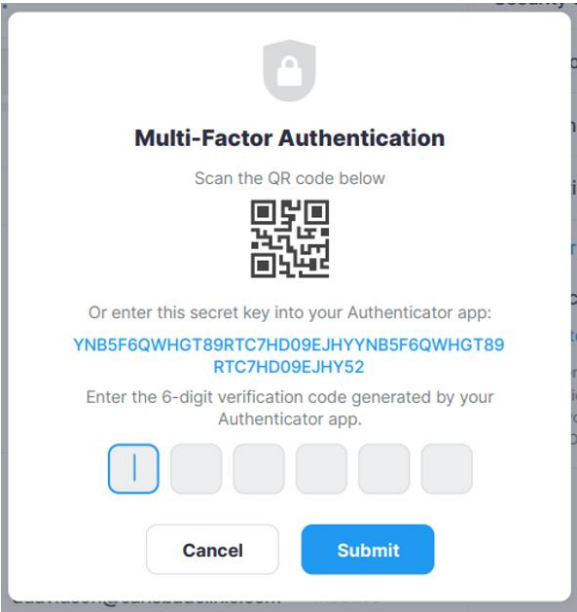 Multi-Factor Authentication
Scan the QR code below
Or enter this secret key into your Authenticator app:
YNB5F6QWHGT89RTC7HD09EJHYYNB5F6QWHGT89
RTC7HD09EJHY52
Enter the 6-digit verification code generated by your
Authenticator app.
Cancel
Submit